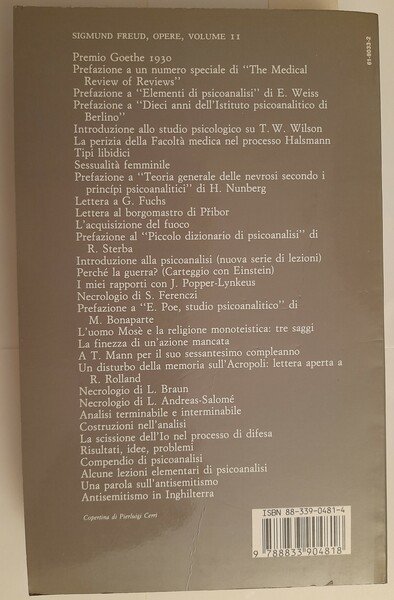 SIGMUND FREUD, OPERE, VOLUME 11
Premio Goethe 1930
Prefazione a un numero speciale di "The Medical
Review of Reviews"
Prefazione a "Elementi di psicoanalisi" di E. Weiss
Prefazione a "Dieci anni dell'Istituto psicoanalitico di
Berlino"
Introduzione allo studio psicologico su T. W. Wilson
La perizia della Facoltà medica nel processo Halsmann
Tipi libidici
Sessualità femminile
Prefazione a "Teoria generale delle nevrosi secondo i
princípi psicoanalitici" di H. Nunberg
Lettera a G. Fuchs
Lettera al borgomastro di Příbor
L'acquisizione del fuoco
Prefazione al "Piccolo dizionario di psicoanalisi" di
R. Sterba
Introduzione alla psicoanalisi (nuova serie di lezioni)
Perché la guerra? (Carteggio con Einstein)
I miei rapporti con J. Popper-Lynkeus
Necrologio di S. Ferenczi
Prefazione a "E. Poe, studio psicoanalitico" di
M. Bonaparte
L'uomo Mosè e la religione monoteistica: tre saggi
La finezza di un'azione mancata
A T. Mann per il suo sessantesimo compleanno
Un disturbo della memoria sull'Acropoli: lettera aperta a
R. Rolland
Necrologio di L. Braun
Necrologio di L. Andreas-Salomé
Analisi terminabile e interminabile
Costruzioni nell'analisi
La scissione dell'Io nel processo di difesa
Risultati, idee, problemi
Compendio di psicoanalisi
Alcune lezioni elementari di psicoanalisi
Una parola sull'antisemitismo
Antisemitismo in Inghilterra
Copertina di Pierluigi Cerri
ISBN 88-339-0481-4
9 788833 904818
61-8033-2